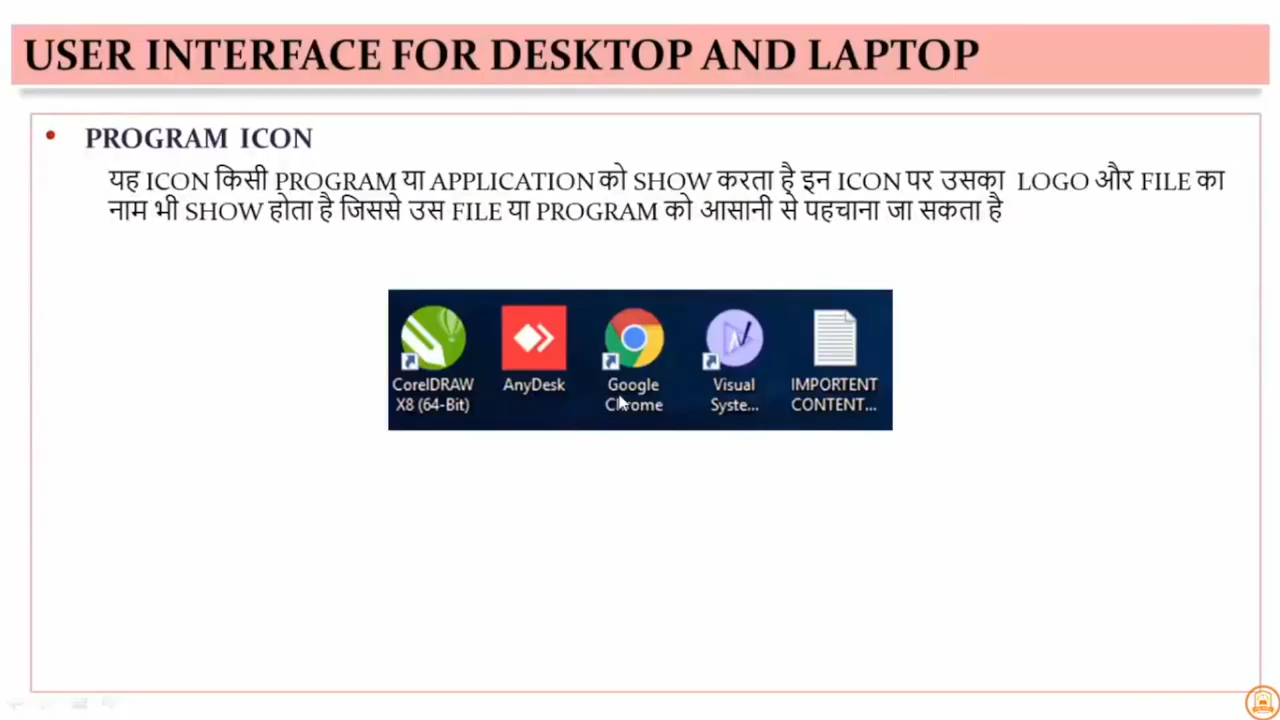 USER INTERFACE FOR DESKTOP AND LAPTOP
• PROGRAM ICON
यह ICON किसी PROGRAM या APPLICATION को SHOW करता है इन ICON पर उसका LOGO और FILE का
नाम भी SHOW होता है जिससे उस FILE या PROGRAM को आसानी से पहचाना जा सकता है
CorelDRAW X8 (64-Bit)
AnyDesk
Google Chrome
Visual Syste...
IMPORTENT CONTENT...